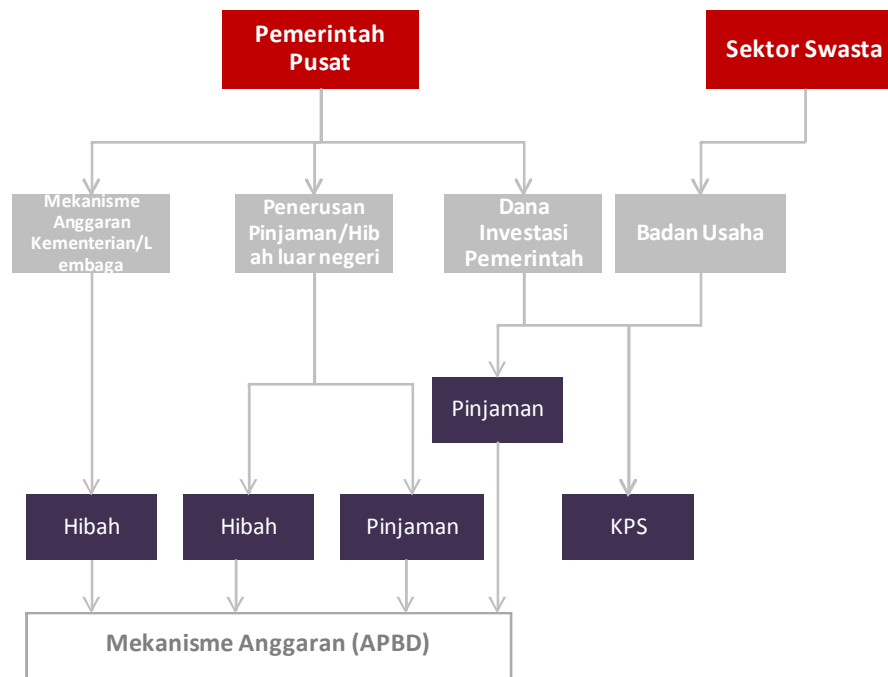 Pemerintah
Pusat
Sektor Swasta
Mekanisme
Anggaran
Kementerian/L
embaga
Penerusan
Pinjaman/Hib
ah luar negeri
Dana
Investasi
Pemerintah
Badan Usaha
Pinjaman
Hibah
Hibah
Pinjaman
KPS
Mekanisme Anggaran (APBD)